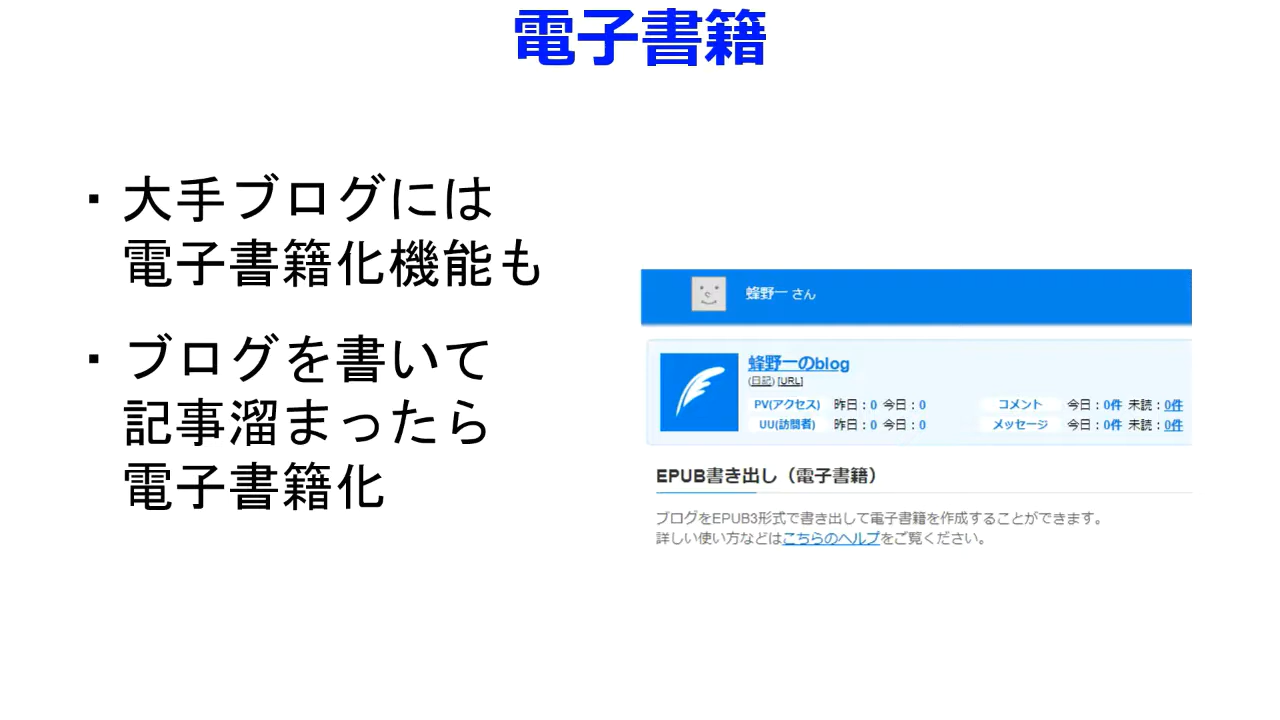 電子書籍
・大手ブログには
電子書籍化機能も
・ブログを書いて
記事溜まったら
電子書籍化
蜂野一 さん
蜂野一のblog
(日記) [URL]
PV(アクセス) 昨日：0 今日：0 コメント 今日：0件 未読：0件
UU(訪問者) 昨日：0 今日：0 メッセージ 今日：0件 未読：0件
EPUB書き出し（電子書籍）
ブログをEPUB3形式で書き出して電子書籍を作成することができます。
詳しい使い方などはこちらのヘルプをご覧ください。